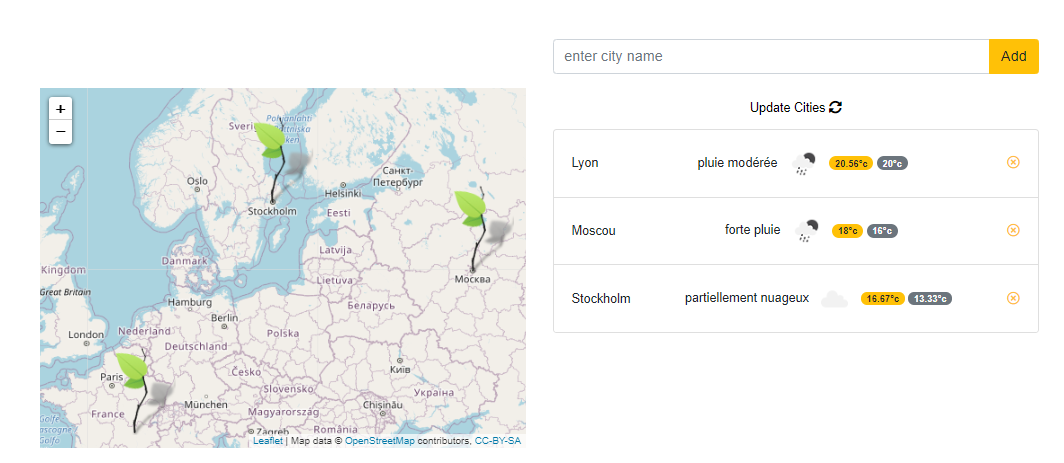 enter city name
Add
Update Cities
Lyon
pluie modérée
20.56°c
20°c
Moscou
forte pluie
18°c
16°c
Stockholm
partiellement nuageux
16.67°c
13.33°c
+
−
Oslo
Stockholm
Helsinki
Санкт-
Петербург
Eesti
Latvija
Москва
Danmark
Lietuva
Kingdom
Great Britain
Беларусь
Hamburg
Berlin
London
Nederland
Polska
Deutschland
Київ
Paris
Česko
Україна
Slovensko
France
München
Chișinău
Magyarország
România
Zagreb
Leaflet | Map data © OpenStreetMap contributors, CC-BY-SA